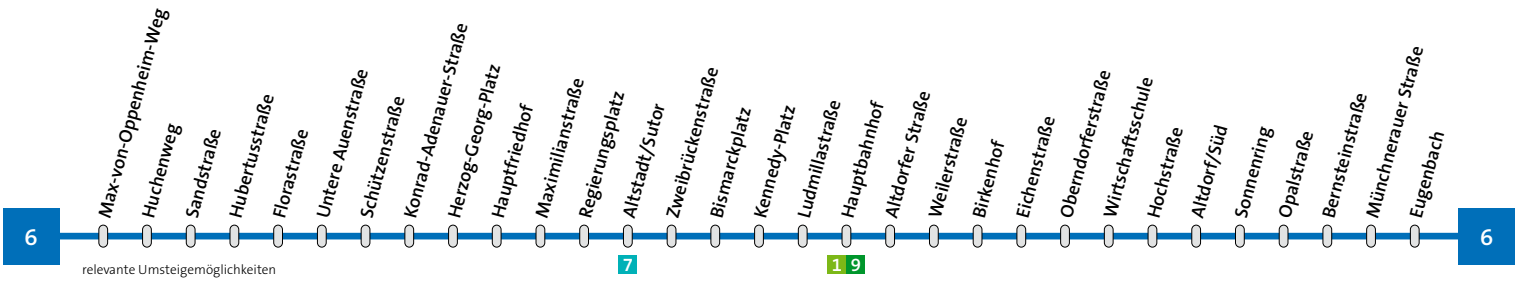 Max-von-Oppenheim-Weg
Huchenweg
Sandstraße
Hubertusstraße
Florastraße
Untere Auenstraße
Schützenstraße
Konrad-Adenauer-Straße
Herzog-Georg-Platz
Hauptfriedhof
Maximilianstraße
Regierungsplatz
Altstadt/Sutor
Zweibrückenstraße
Bismarckplatz
Kennedy-Platz
Ludmillastraße
Hauptbahnhof
Altdorfer Straße
Weilerstraße
Birkenhof
Eichenstraße
Oberndorferstraße
Wirtschaftsschule
Hochstraße
Altdorf/Süd
Sonnenring
Opalstraße
Bernsteinstraße
Münchnerauer Straße
Eugenbach
6
6
relevante Umsteigemöglichkeiten
7
1 9